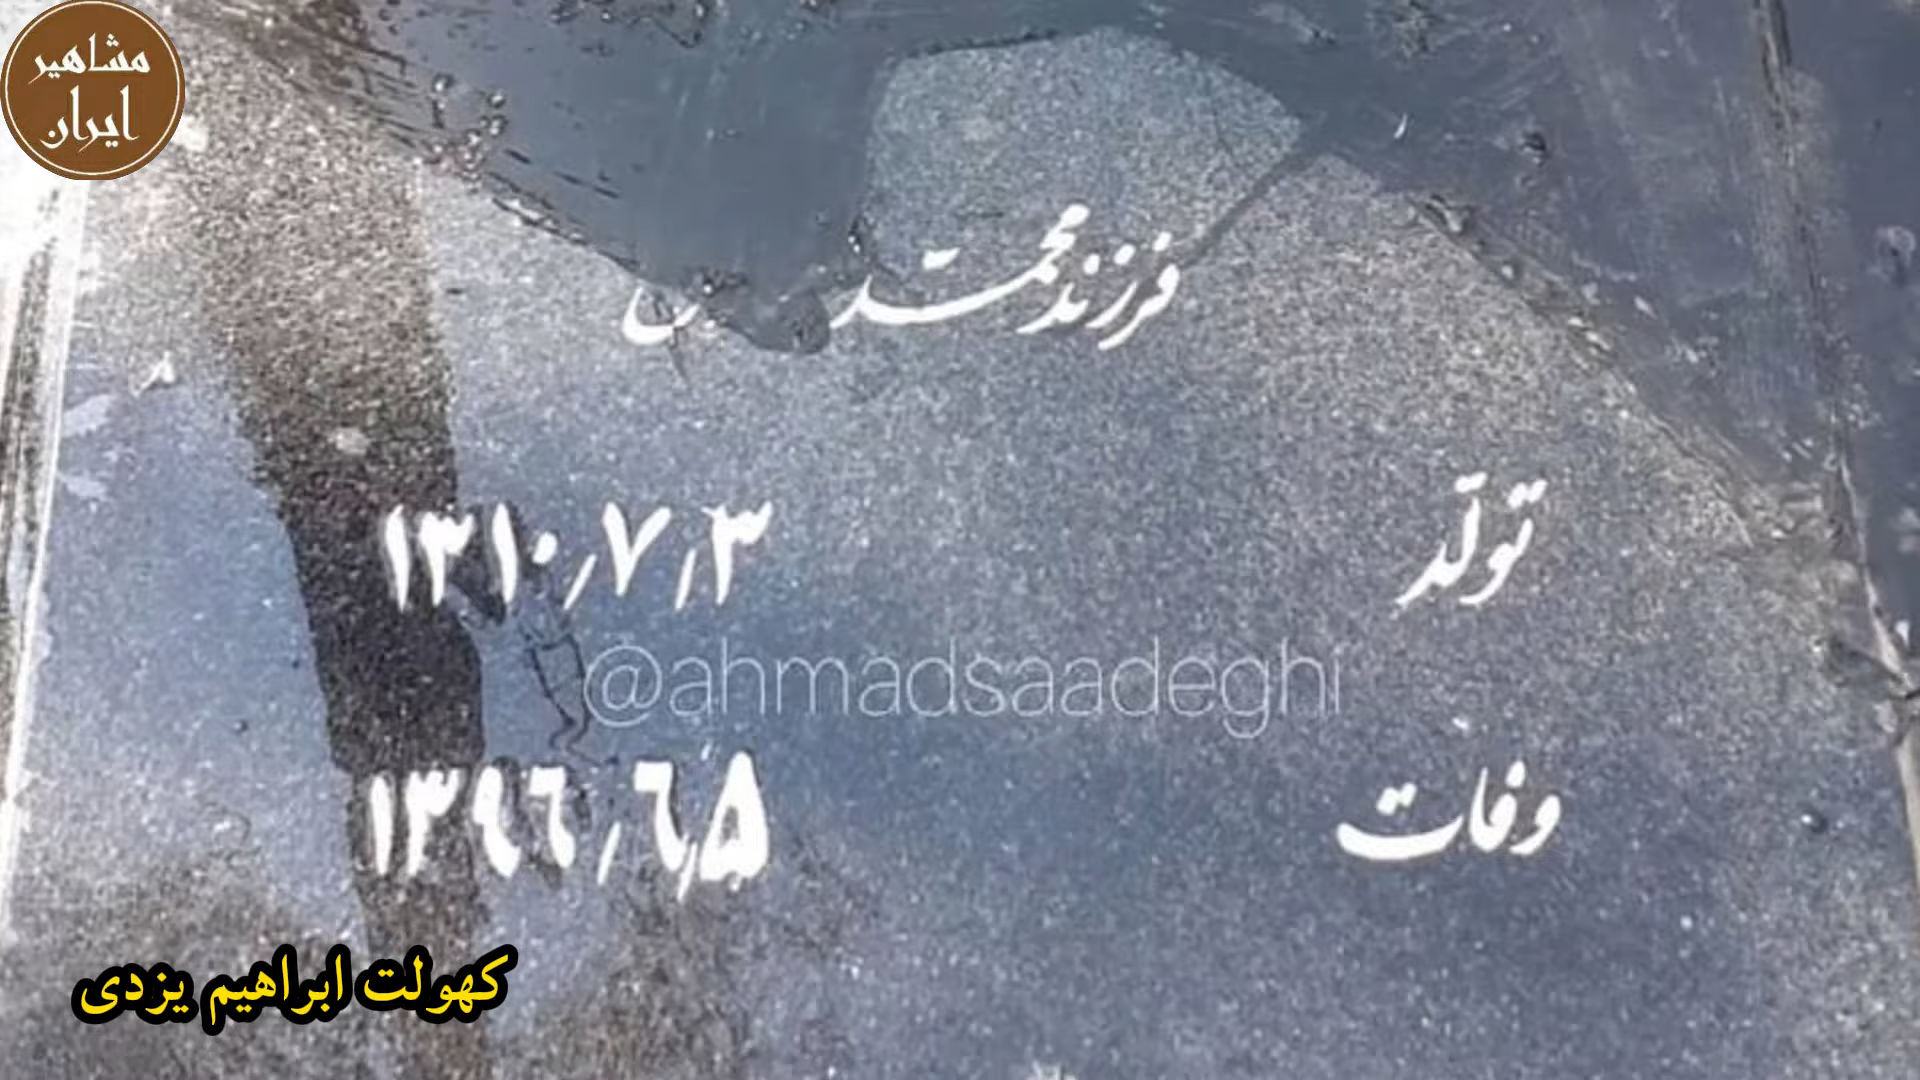 مشاهیر
ایران
فرزند محمد
تولد ۱۳۱۰/۷/۳
@ahmadsaadeghi
وفات ۱۳۹۶/۶/۵
کهولت ابراهیم یزدی